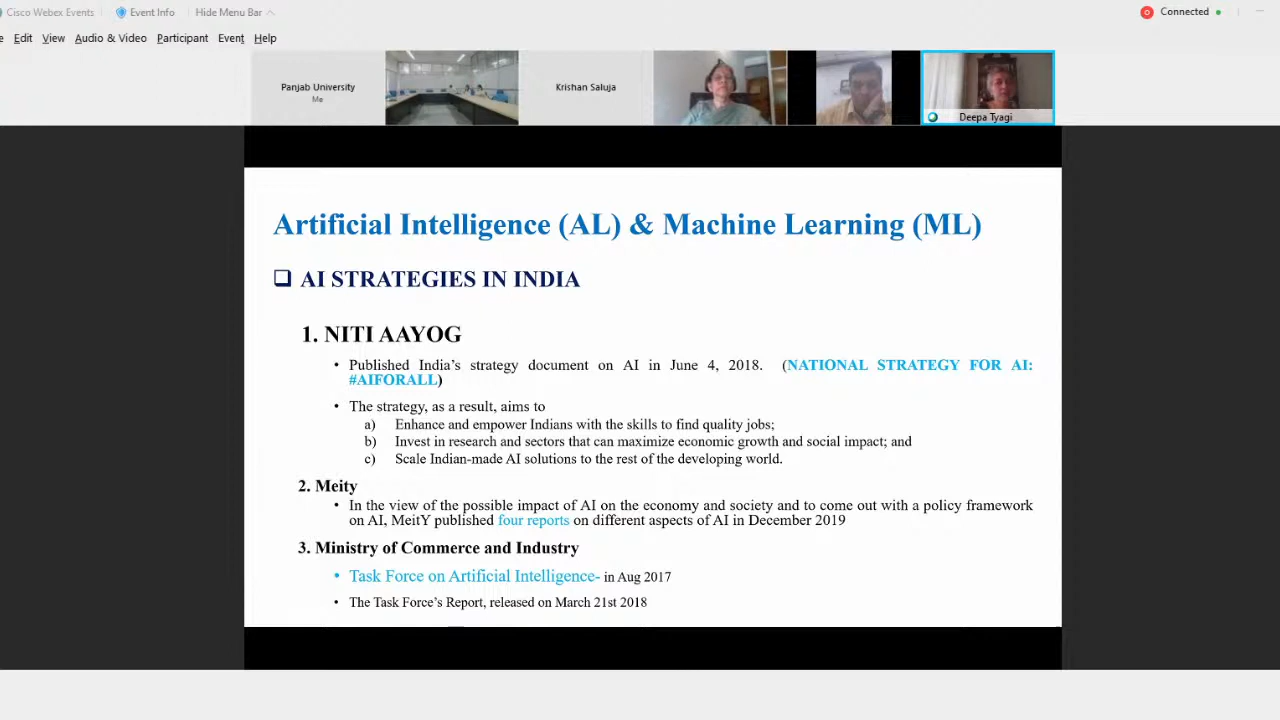 Cisco Webex Events Event Info Hide Menu Bar Connected
Edit View Audio & Video Participant Event Help
Panjab University
Me
Krishan Saluja
Deepa Tyagi
Artificial Intelligence (AL) & Machine Learning (ML)
AI STRATEGIES IN INDIA
1. NITI AAYOG
• Published India's strategy document on AI in June 4, 2018. (NATIONAL STRATEGY FOR AI:
#AIFORALL)
• The strategy, as a result, aims to
a) Enhance and empower Indians with the skills to find quality jobs;
b) Invest in research and sectors that can maximize economic growth and social impact; and
c) Scale Indian-made AI solutions to the rest of the developing world.
2. Meity
• In the view of the possible impact of AI on the economy and society and to come out with a policy framework
on AI, MeitY published four reports on different aspects of AI in December 2019
3. Ministry of Commerce and Industry
• Task Force on Artificial Intelligence- in Aug 2017
• The Task Force's Report, released on March 21st 2018